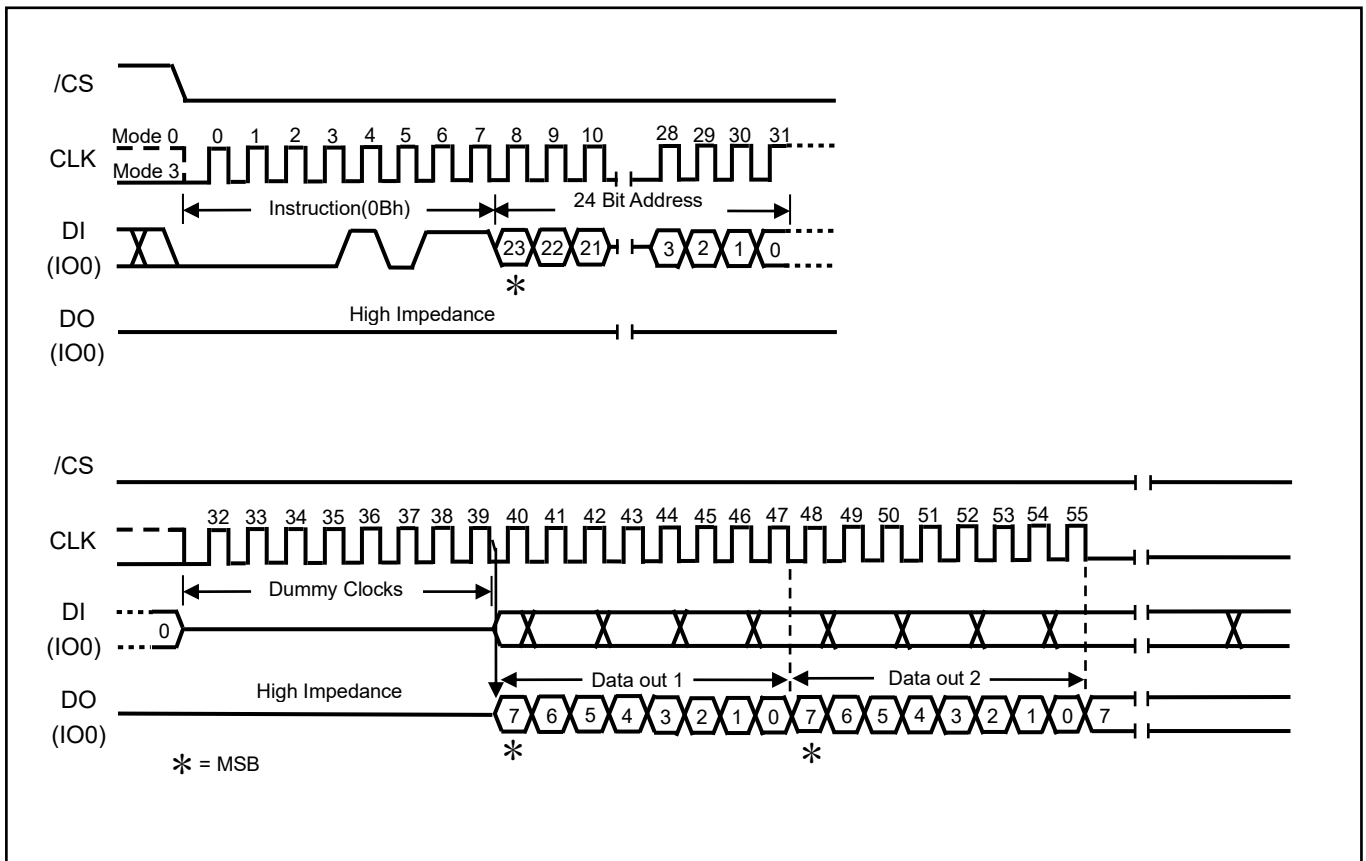 /CS
Mode 0 0 1 2 3 4 5 6 7 8 9 10 28 29 30 31
CLK
Mode 3
Instruction(0Bh) 24 Bit Address
DI
(IO0)
23 22 21 3 2 1 0
*
DO
(IO0)
High Impedance
/CS
32 33 34 35 36 37 38 39 40 41 42 43 44 45 46 47 48 49 50 51 52 53 54 55
CLK
Dummy Clocks
DI
(IO0)
0
Data out 1 Data out 2
High Impedance
DO
(IO0)
7 6 5 4 3 2 1 0 7 6 5 4 3 2 1 0 7
* *
* = MSB